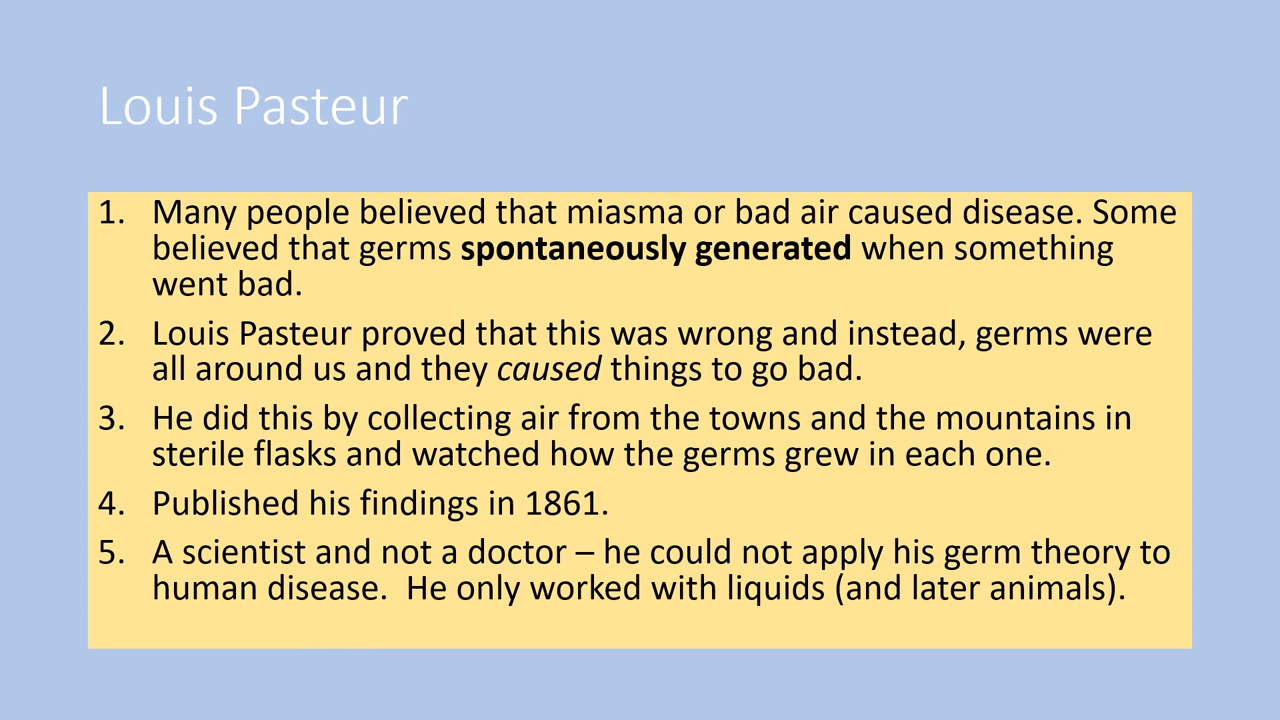 Louis Pasteur
1. Many people believed that miasma or bad air caused disease. Some
believed that germs spontaneously generated when something
went bad.
2. Louis Pasteur proved that this was wrong and instead, germs were
all around us and they caused things to go bad.
3. He did this by collecting air from the towns and the mountains in
sterile flasks and watched how the germs grew in each one.
4. Published his findings in 1861.
5. A scientist and not a doctor – he could not apply his germ theory to
human disease.  He only worked with liquids (and later animals).